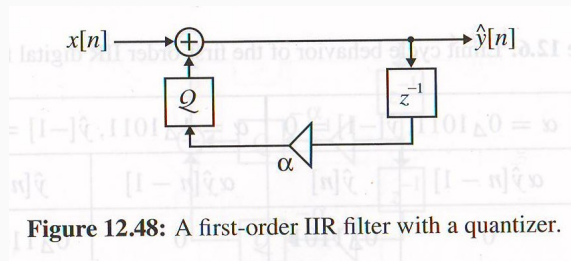 x[n]
ŷ[n]
Q
z⁻¹
α
Figure 12.48: A first-order IIR filter with a quantizer.